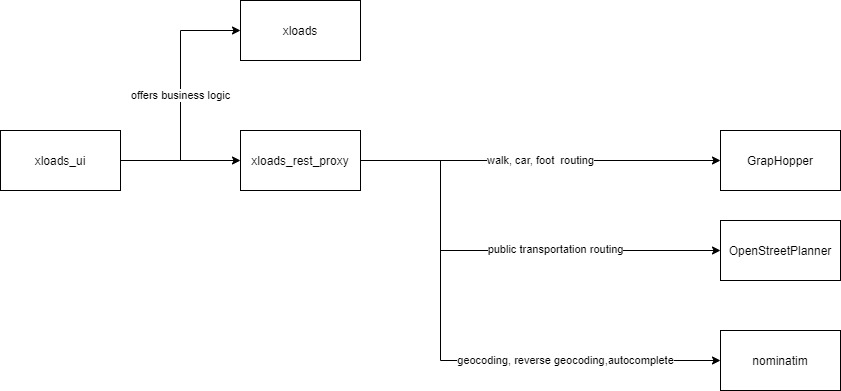 xloads
offers business logic
xloads_ui
xloads_rest_proxy
walk, car, foot  routing
GrapHopper
public transportation routing
OpenStreetPlanner
geocoding, reverse geocoding,autocomplete
nominatim